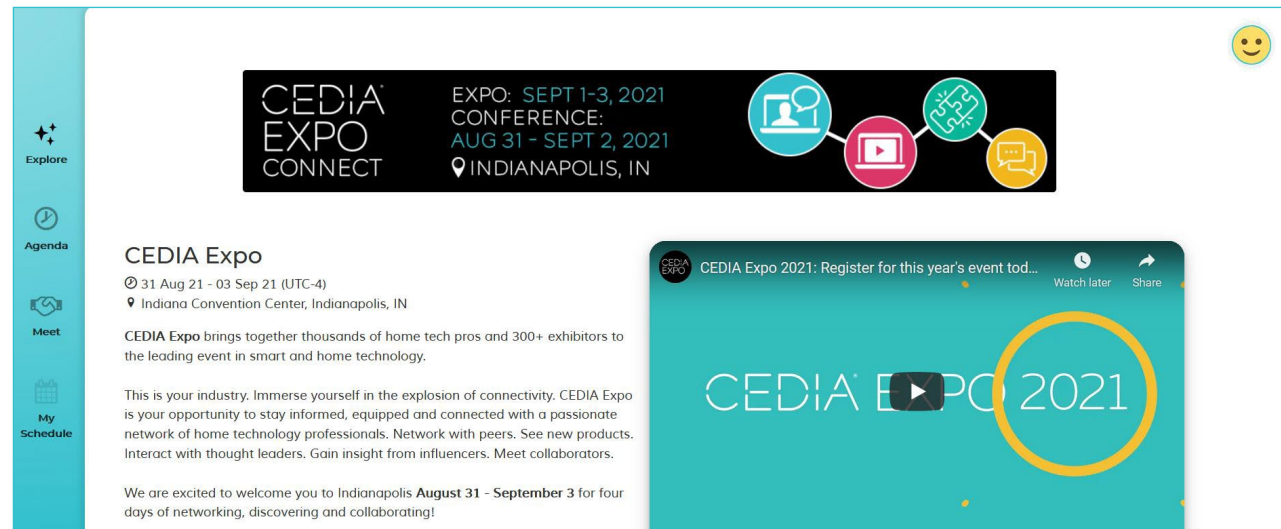 Explore
Agenda
Meet
My
Schedule
CEDIA
EXPO
CONNECT
EXPO: SEPT 1-3, 2021
CONFERENCE:
AUG 31 - SEPT 2, 2021
INDIANAPOLIS, IN
CEDIA Expo
31 Aug 21 - 03 Sep 21 (UTC-4)
Indiana Convention Center, Indianapolis, IN
CEDIA Expo brings together thousands of home tech pros and 300+ exhibitors to
the leading event in smart and home technology.
This is your industry. Immerse yourself in the explosion of connectivity. CEDIA Expo
is your opportunity to stay informed, equipped and connected with a passionate
network of home technology professionals. Network with peers. See new products.
Interact with thought leaders. Gain insight from influencers. Meet collaborators.
We are excited to welcome you to Indianapolis August 31 - September 3 for four
days of networking, discovering and collaborating!
CEDIA
EXPO
CEDIA Expo 2021: Register for this year's event tod...
Watch later
Share
CEDIA EXPO 2021